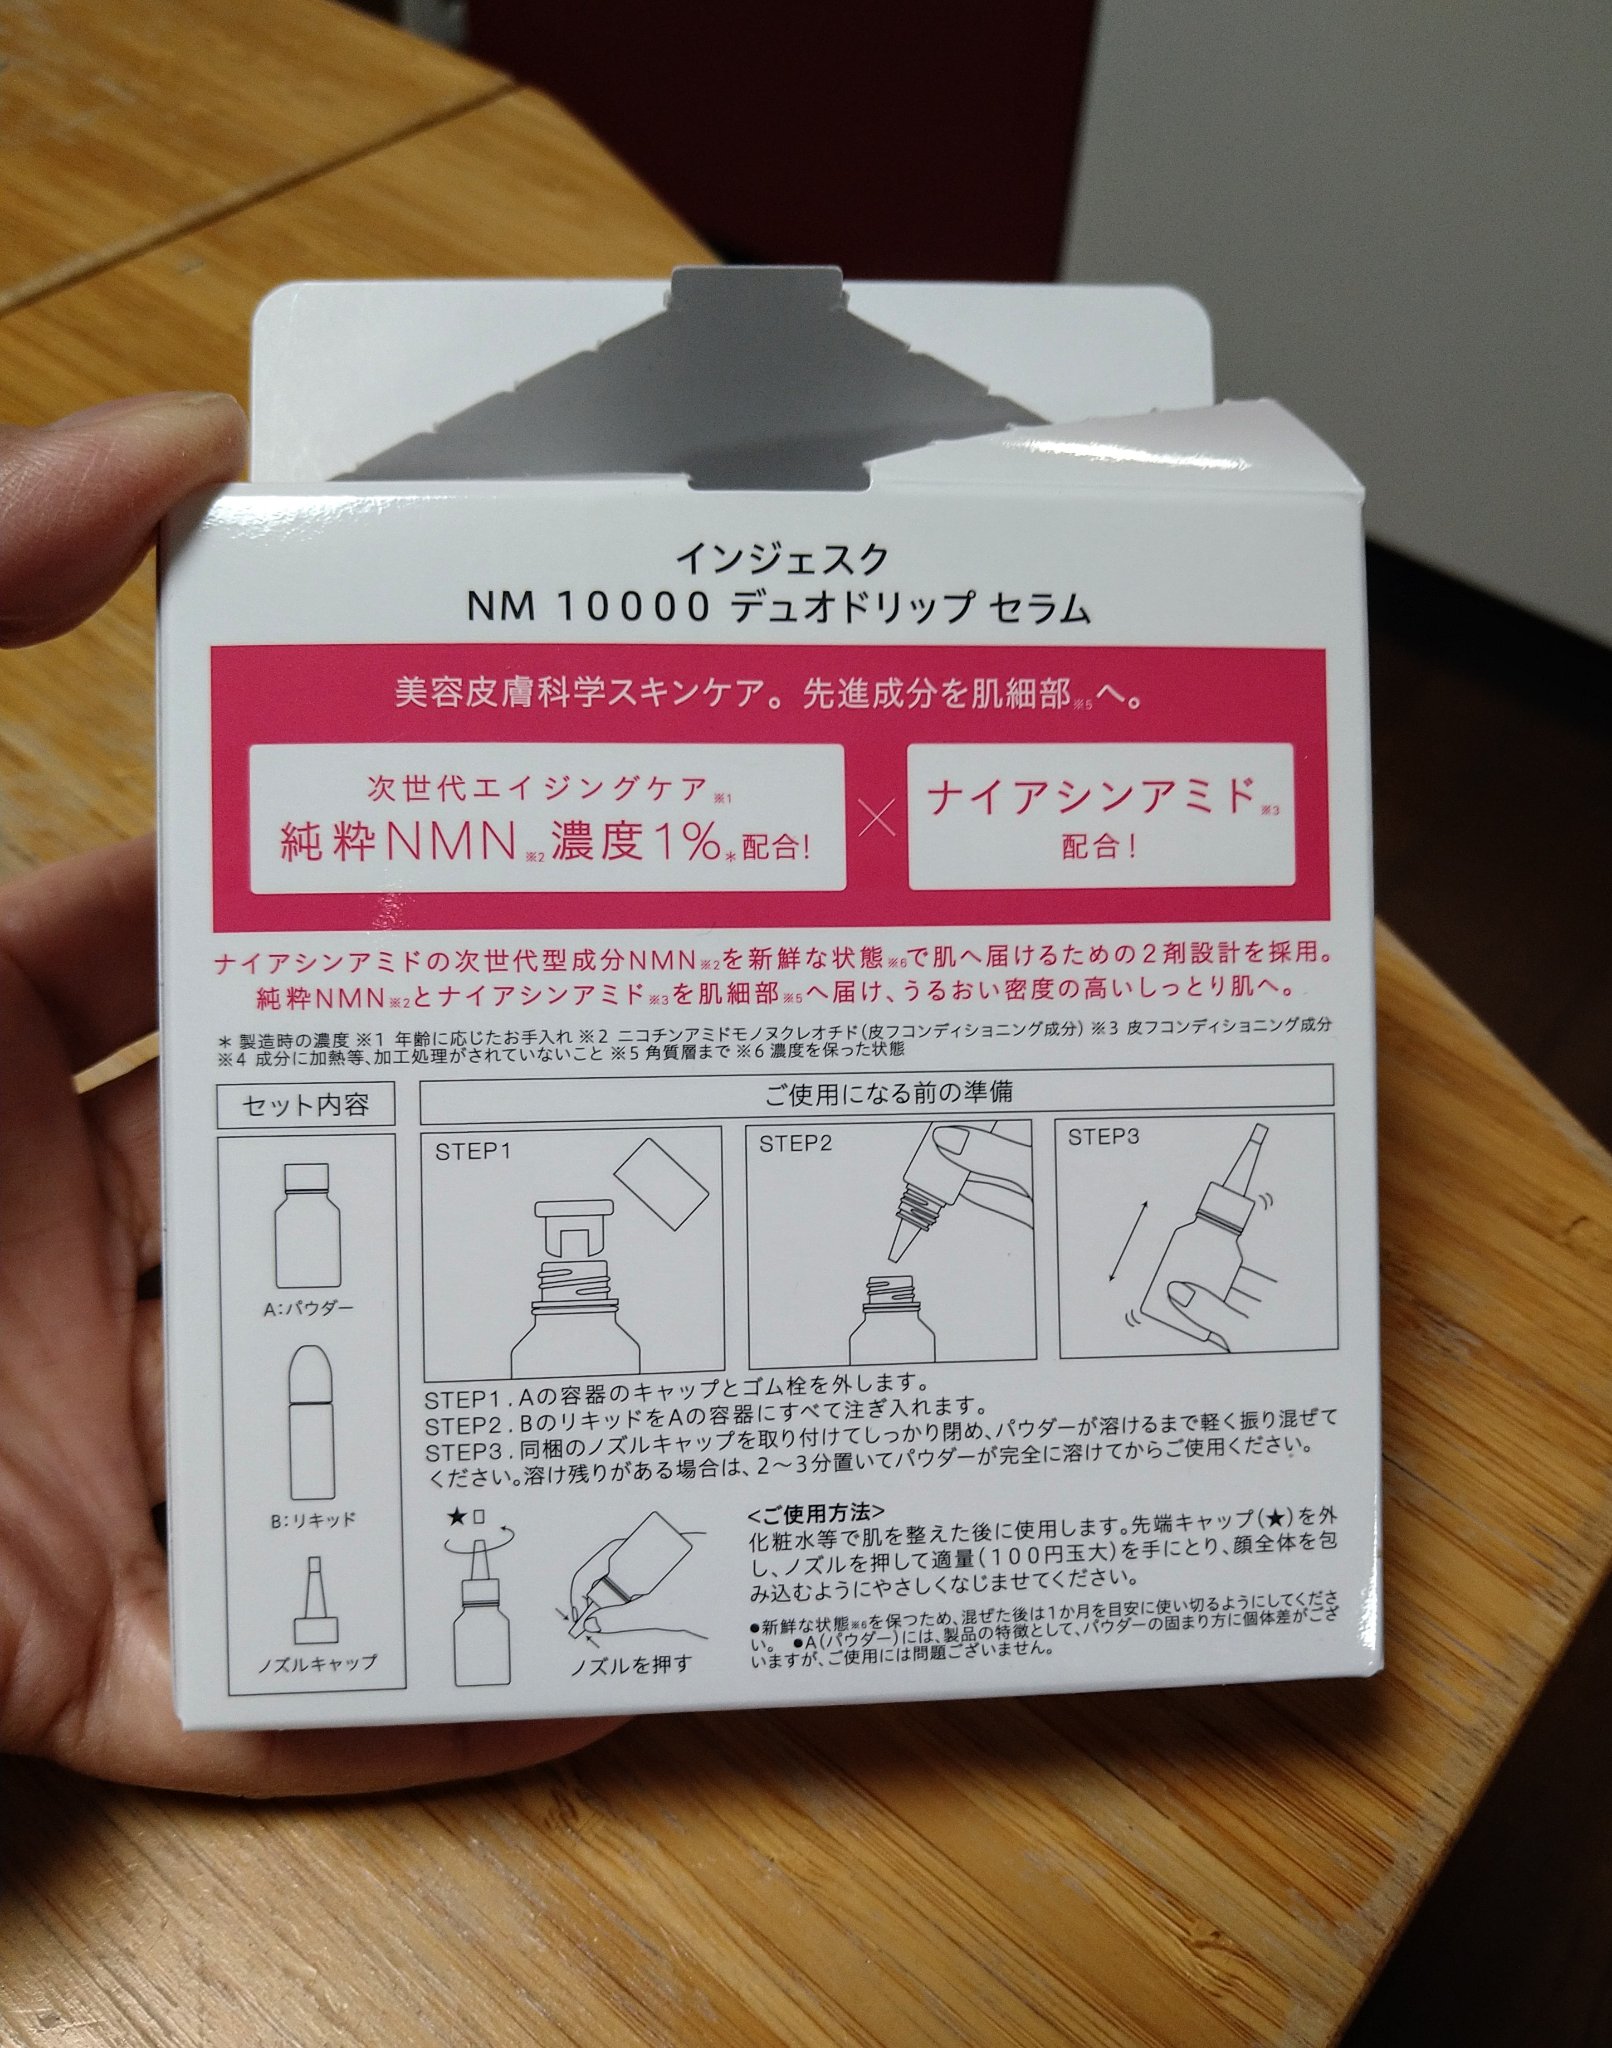 インジェスク
NM 10000 デュオドリップ セラム
美容皮膚科学スキンケア。先進成分を肌細部※5へ。
次世代エイジングケア※1
純粋NMN※2濃度1%*配合!
×
ナイアシンアミド※3
配合!
ナイアシンアミドの次世代型成分NMN※2を新鮮な状態※6で肌へ届けるための2剤設計を採用。
純粋NMN※2とナイアシンアミド※3を肌細部※5へ届け、うるおい密度の高いしっとり肌へ。
* 製造時の濃度 ※1 年齢に応じたお手入れ ※2 ニコチンアミドモノヌクレオチド(皮フコンディショニング成分) ※3 皮フコンディショニング成分
※4 成分に加熱等、加工処理がされていないこと ※5 角質層まで ※6 濃度を保った状態
セット内容
A:パウダー
B:リキッド
ノズルキャップ
ご使用になる前の準備
STEP1
STEP2
STEP3
STEP1.Aの容器のキャップとゴム栓を外します。
STEP2.BのリキッドをAの容器にすべて注ぎ入れます。
STEP3.同梱のノズルキャップを取り付けてしっかり閉め、パウダーが溶けるまで軽く振り混ぜて
ください。溶け残りがある場合は、2〜3分置いてパウダーが完全に溶けてからご使用ください。
★
ノズルを押す
<ご使用方法>
化粧水等で肌を整えた後に使用します。先端キャップ(★)を外
し、ノズルを押して適量(100円玉大)を手にとり、顔全体を包
み込むようにやさしくなじませてください。
●新鮮な状態※6を保つため、混ぜた後は1か月を目安に使い切るようにしてくださ
い。 ●A(パウダー)には、製品の特徴として、パウダーの固まり方に個体差がござ
いますが、ご使用には問題ございません。